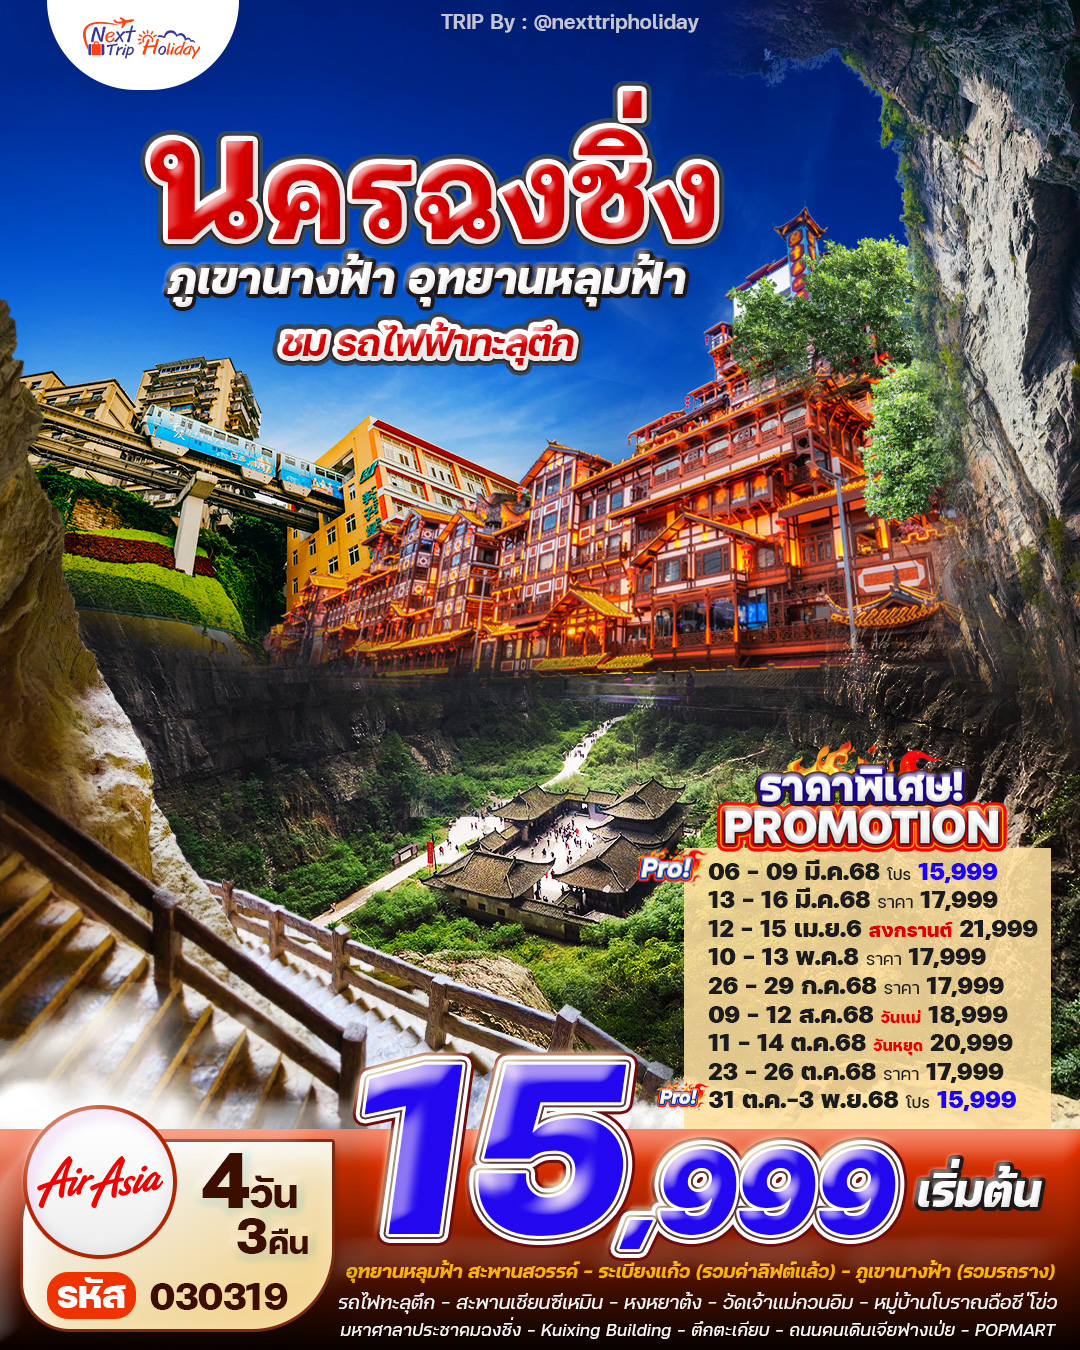 TRIP By : @nexttripholiday
Next
Trip Holiday
นครฉงชิ่ง
ภูเขานางฟ้า อุทยานหลุมฟ้า
ชม รถไฟฟ้าทะลุตึก
ราคาพิเศษ!
PROMOTION
Pro! 06 - 09 มี.ค.68 โปร 15,999
13 - 16 มี.ค.68 ราคา 17,999
12 - 15 เม.ย.6 สงกรานต์ 21,999
10 - 13 พ.ค.8 ราคา 17,999
26 - 29 ก.ค.68 ราคา 17,999
09 - 12 ส.ค.68 วันแม่ 18,999
11 - 14 ต.ค.68 วันหยุด 20,999
23 - 26 ต.ค.68 ราคา 17,999
Pro! 31 ต.ค.-3 พ.ย.68 โปร 15,999
AirAsia
4วัน
3คืน
รหัส 030319
15,999 เริ่มต้น
อุทยานหลุมฟ้า สะพานสวรรค์ - ระเบียงแก้ว (รวมค่าลิฟต์แล้ว) - ภูเขานางฟ้า (รวมรถราง)
รถไฟทะลุตึก - สะพานเชียนซีเหมิน - หงหยาต้ง - วัดเจ้าแม่กวนอิม - หมู่บ้านโบราณฉือชี่โข่ว
มหาศาลาประชาคมฉงชิ่ง - Kuixing Building - ตึกตะเกียบ - ถนนคนเดินเจียฟางเป่ย - POPMART